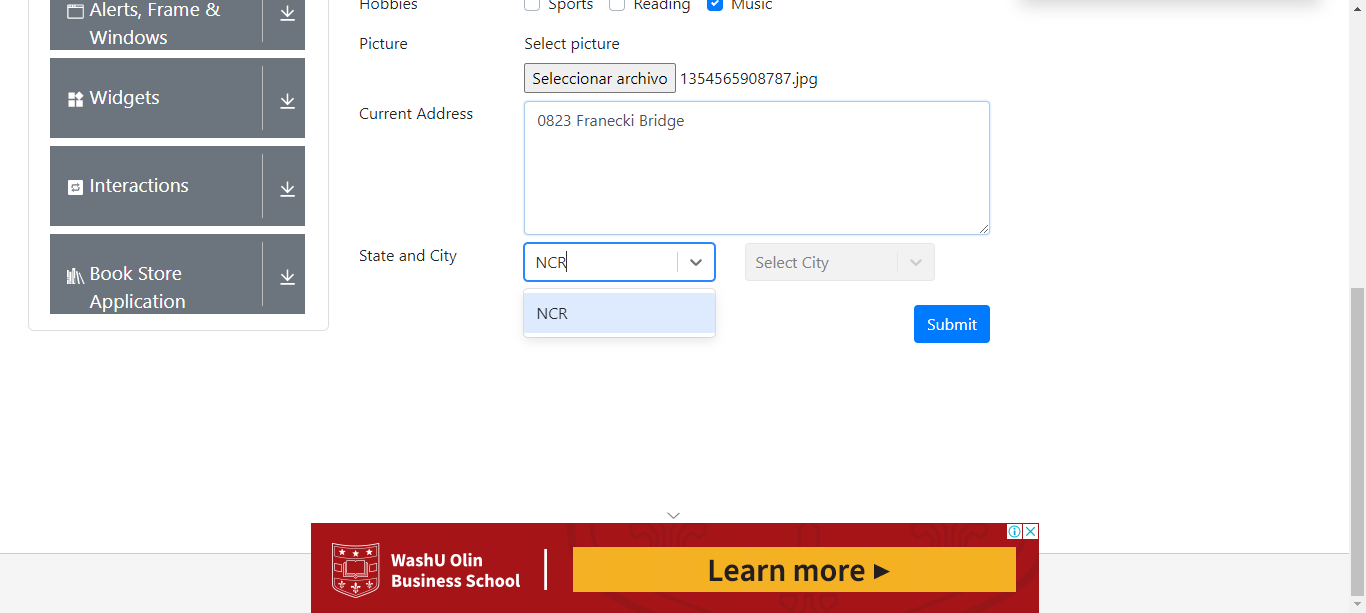 Alerts, Frame &
Windows
Widgets
Interactions
Book Store
Application
Hobbies
Sports Reading Music
Picture
Select picture
Seleccionar archivo 1354565908787.jpg
Current Address
0823 Franecki Bridge
State and City
NCR
Select City
NCR
Submit
WashU Olin
Business School
Learn more ►